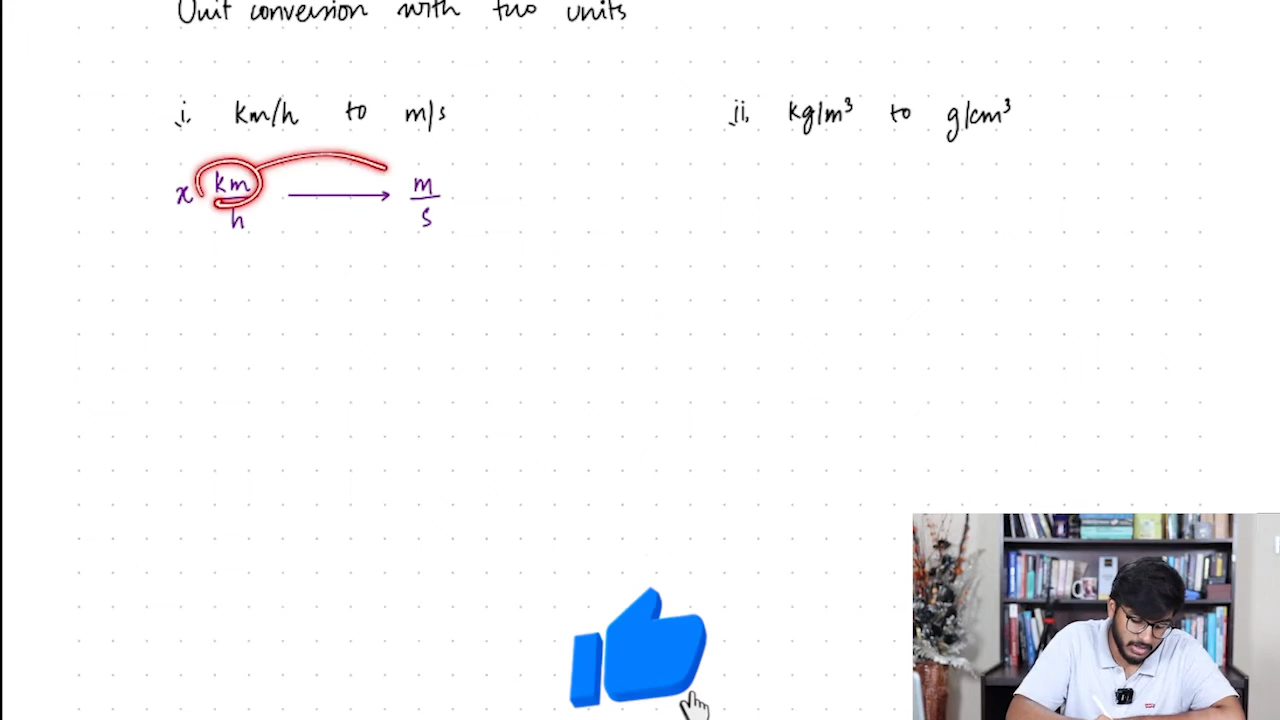 Unit conversion with two units
i. km/h to m/s
ii. kg/m³ to g/cm³
x km/h ⟶ m/s